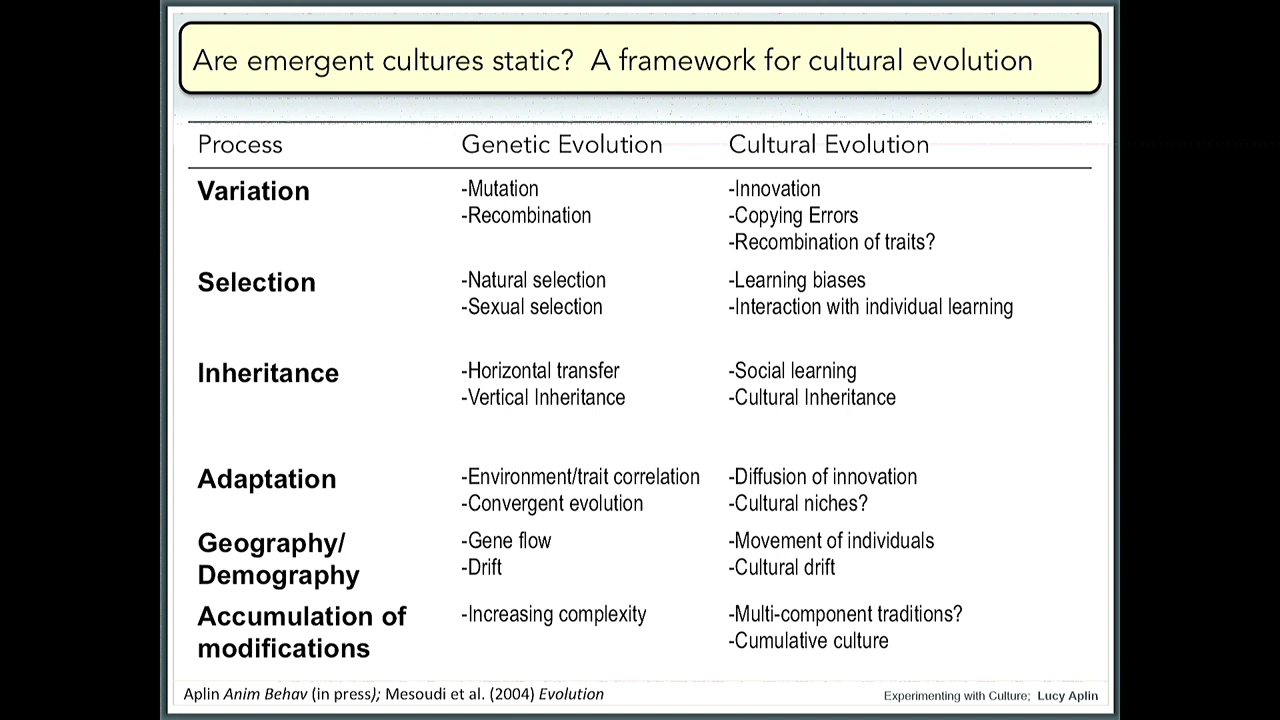 Are emergent cultures static?  A framework for cultural evolution
Process Genetic Evolution Cultural Evolution
Variation -Mutation -Innovation
-Recombination -Copying Errors
-Recombination of traits?
Selection -Natural selection -Learning biases
-Sexual selection -Interaction with individual learning
Inheritance -Horizontal transfer -Social learning
-Vertical Inheritance -Cultural Inheritance
Adaptation -Environment/trait correlation -Diffusion of innovation
-Convergent evolution -Cultural niches?
Geography/ -Gene flow -Movement of individuals
Demography -Drift -Cultural drift
Accumulation of -Increasing complexity -Multi-component traditions?
modifications -Cumulative culture
Aplin Anim Behav (in press); Mesoudi et al. (2004) Evolution
Experimenting with Culture; Lucy Aplin